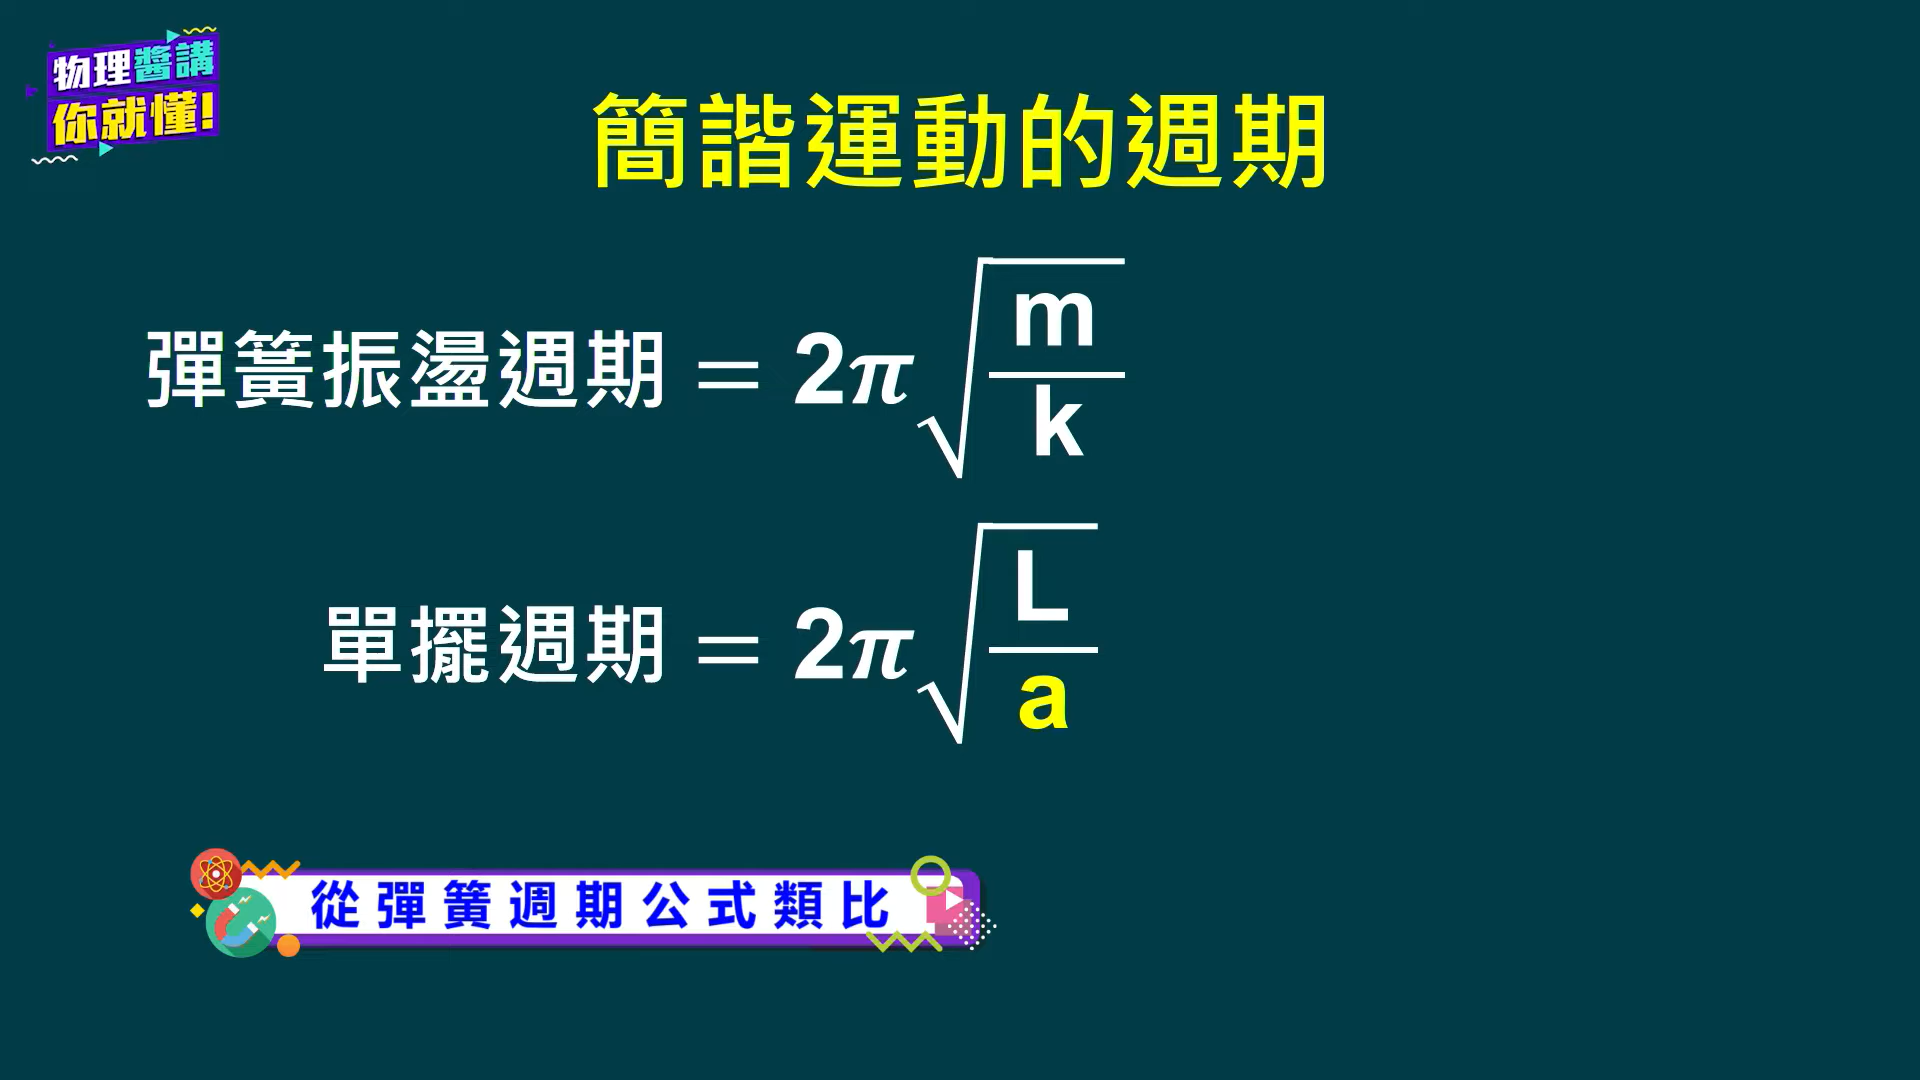 物理醬講
你就懂!
簡諧運動的週期
彈簧振盪週期 = 2π√(m/k)
單擺週期 = 2π√(L/a)
從彈簧週期公式類比